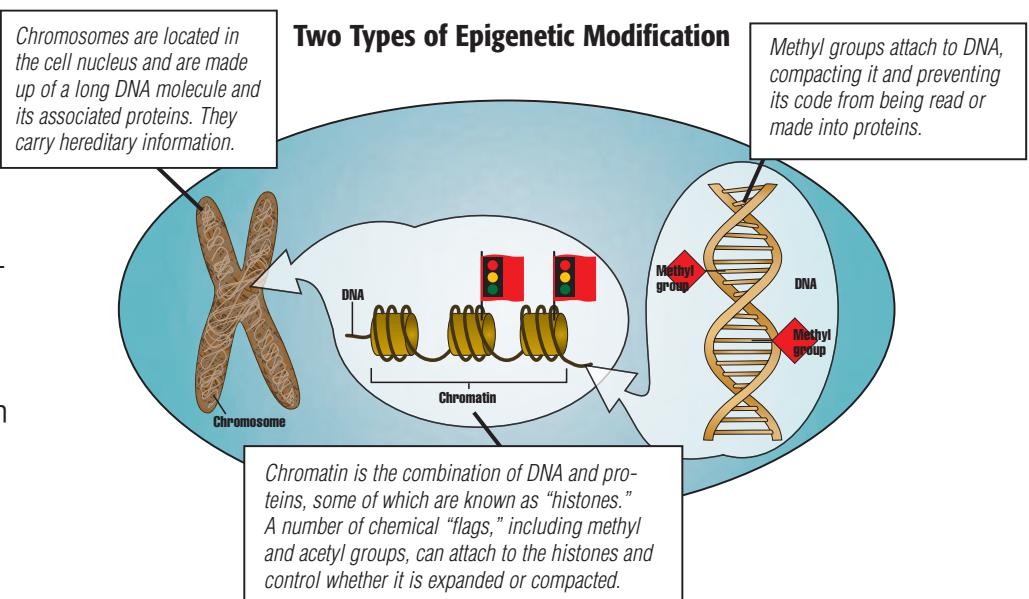 Two Types of Epigenetic Modification
Chromosomes are located in
the cell nucleus and are made
up of a long DNA molecule and
its associated proteins. They
carry hereditary information.
Methyl groups attach to DNA,
compacting it and preventing
its code from being read or
made into proteins.
Methyl
group
DNA
Methyl
group
DNA
Chromatin
Chromosome
Chromatin is the combination of DNA and pro-
teins, some of which are known as “histones.”
A number of chemical “flags,” including methyl
and acetyl groups, can attach to the histones and
control whether it is expanded or compacted.